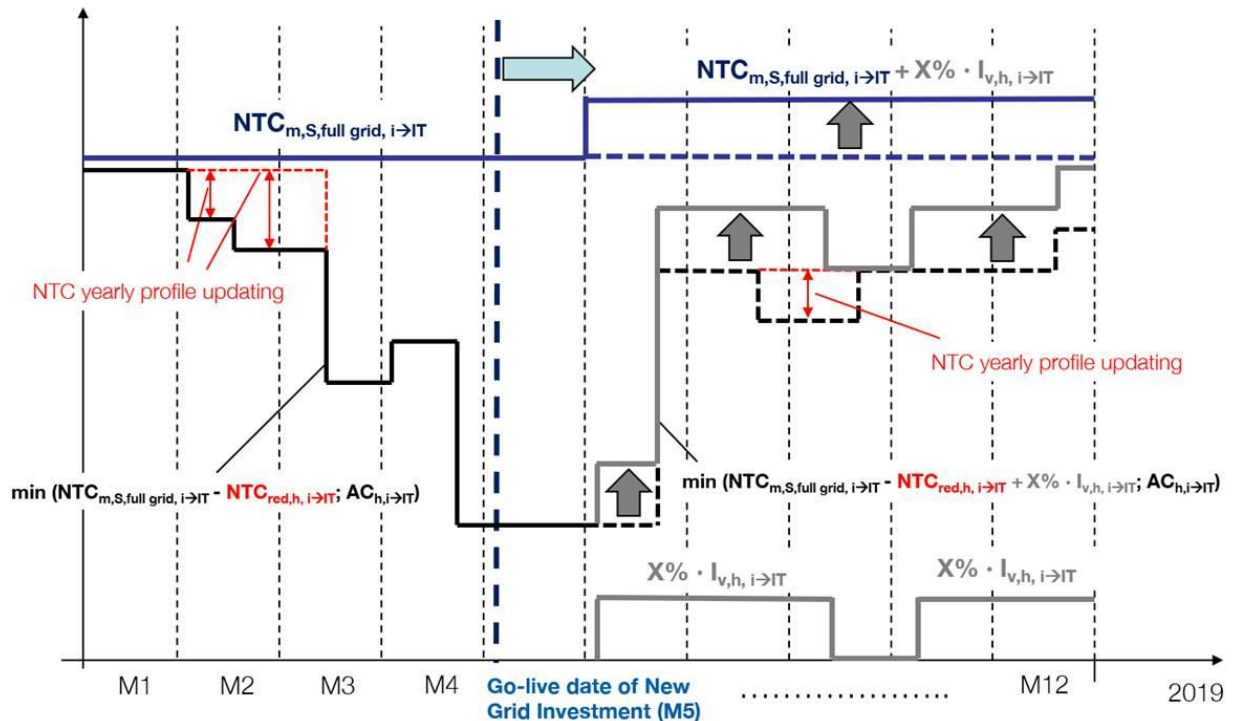 NTCm,S,full grid, i→IT + X% · Iv,h, i→IT
NTCm,S,full grid, i→IT
NTC yearly profile updating
NTC yearly profile updating
min (NTCm,S,full grid, i→IT - NTCred,h, i→IT; ACh,i→IT)
min (NTCm,S,full grid, i→IT - NTCred,h, i→IT + X% · Iv,h, i→IT; ACh,i→IT)
X% · Iv,h, i→IT
X% · Iv,h, i→IT
M1
M2
M3
M4
Go-live date of New
Grid Investment (M5)
....................
M12
2019